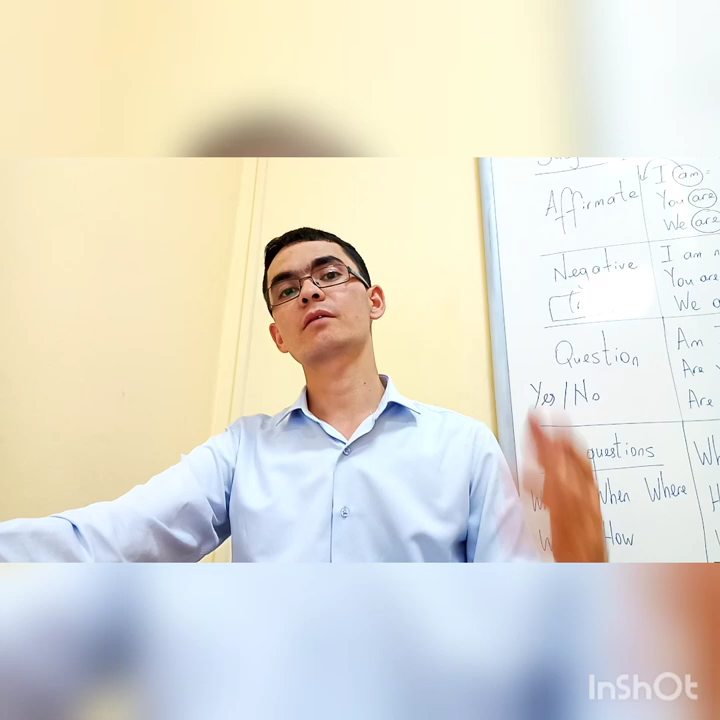 Affirmate
I am =
You are
We are
Negative
I am n
You are
We a
Question
Am I
Are y
Are
Yes/No
questions
Wh
When Where
H
How
InShOt